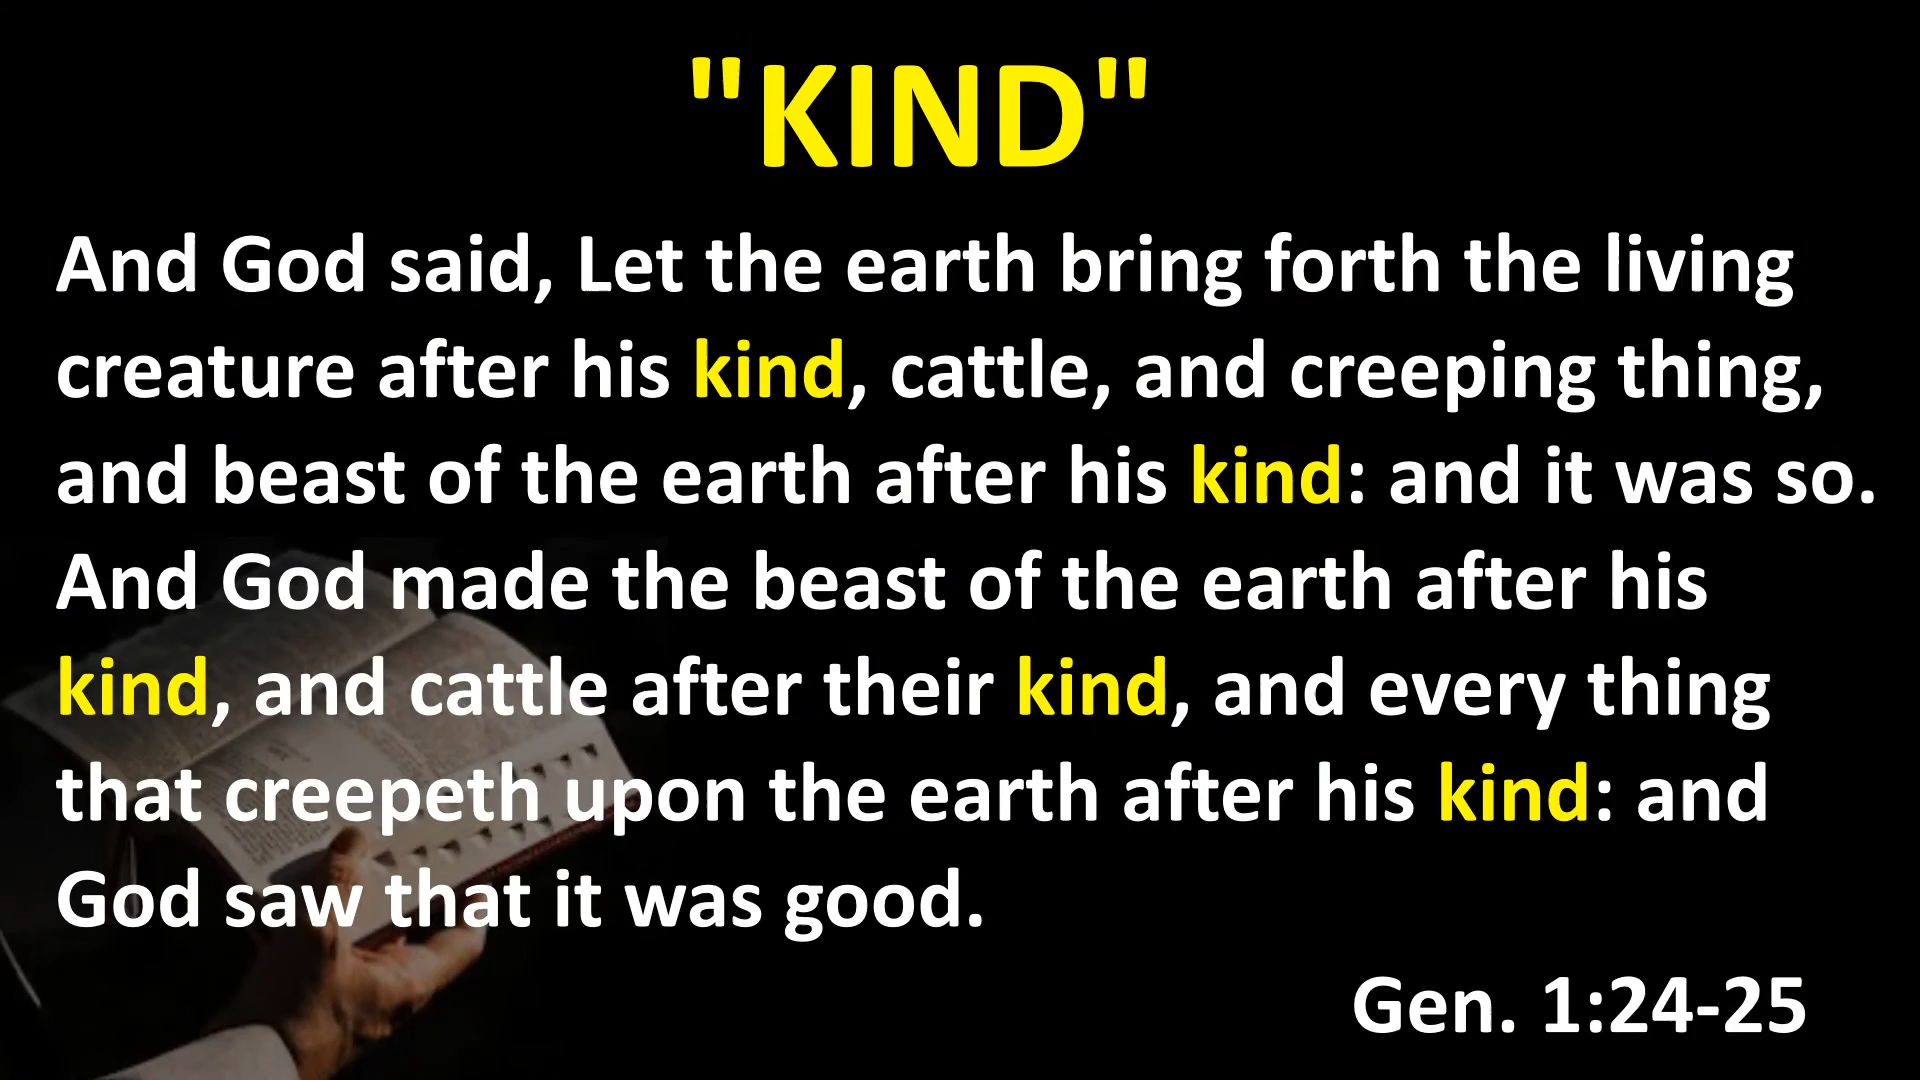 "KIND"
And God said, Let the earth bring forth the living
creature after his kind, cattle, and creeping thing,
and beast of the earth after his kind: and it was so.
And God made the beast of the earth after his
kind, and cattle after their kind, and every thing
that creepeth upon the earth after his kind: and
God saw that it was good.
Gen. 1:24-25